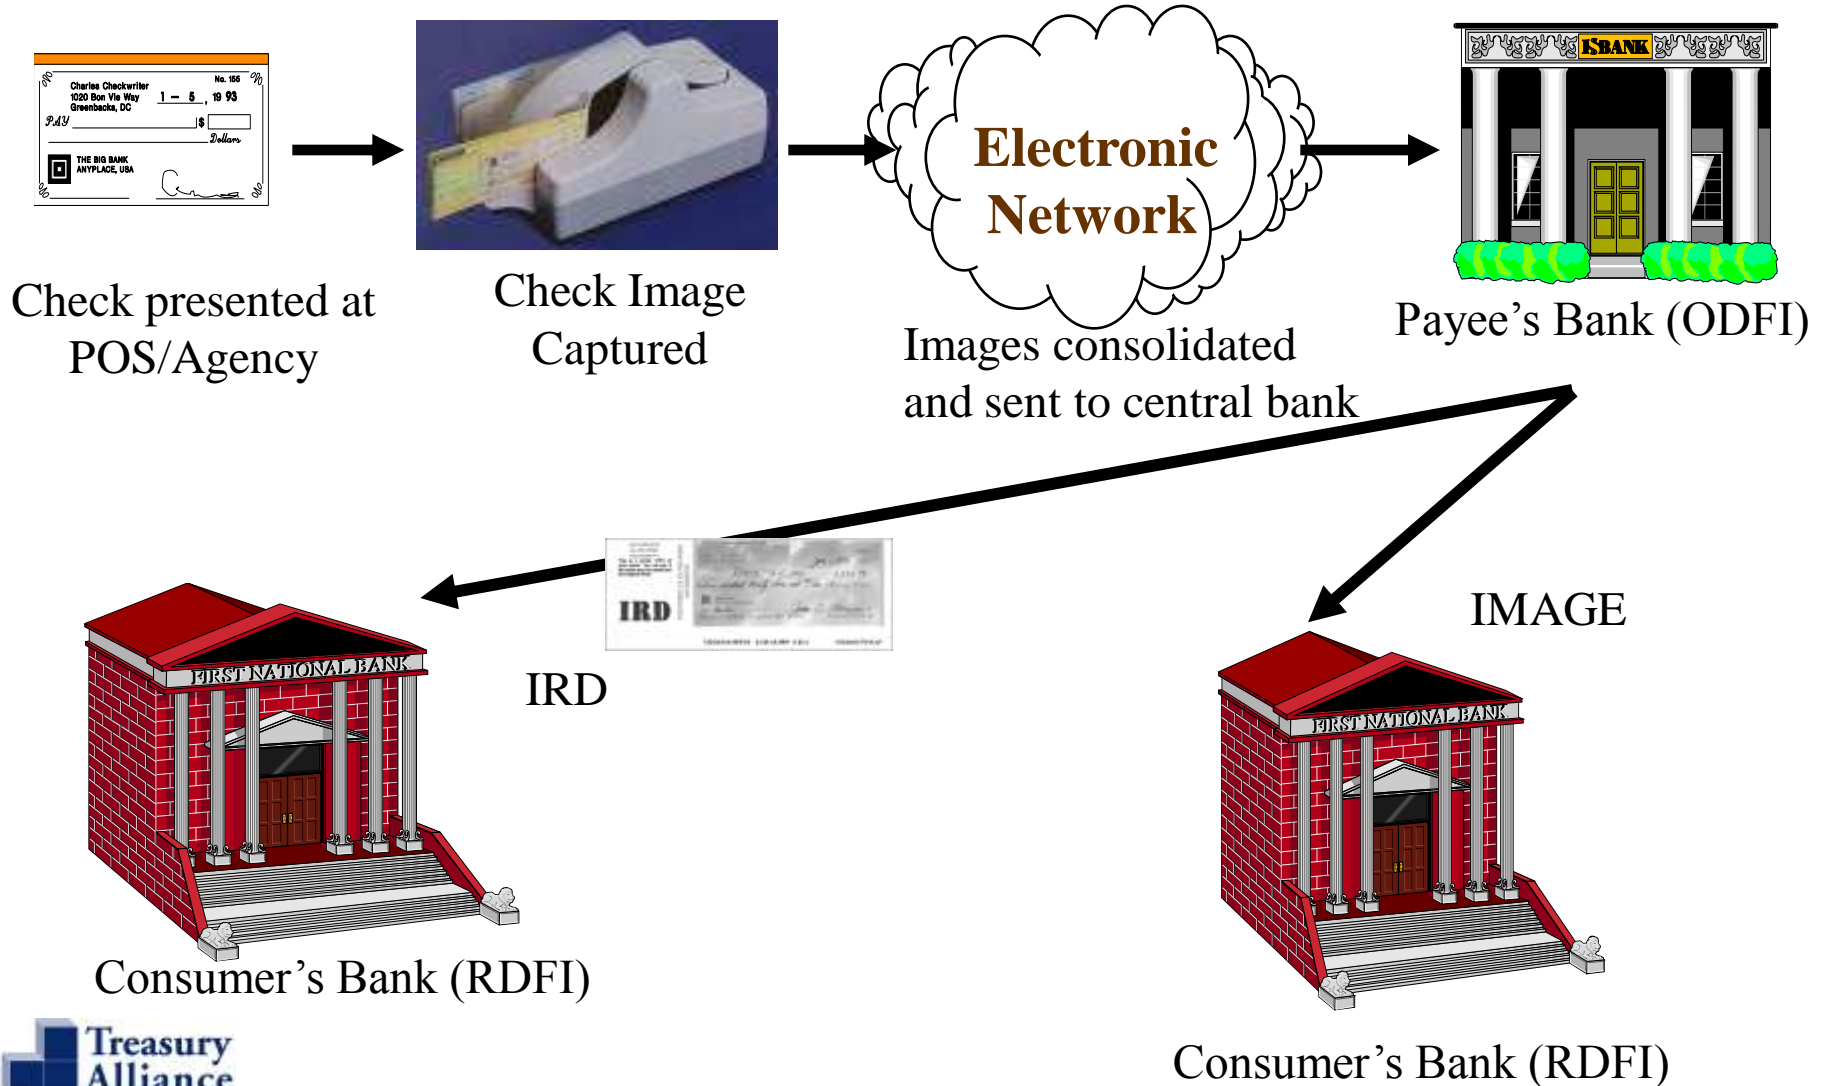 Charles Checkwriter
No. 155
1020 Bon Vie Way
1 - 5 , 19 93
Greenbacks, DC
PAY
$
Dollars
THE BIG BANK
ANYPLACE, USA
Electronic
Network
ISBANK
Check presented at
POS/Agency
Check Image
Captured
Images consolidated
and sent to central bank
Payee’s Bank (ODFI)
IRD
IRD
IMAGE
FIRST NATIONAL BANK
FIRST NATIONAL BANK
Consumer’s Bank (RDFI)
Consumer’s Bank (RDFI)
Treasury
Alliance